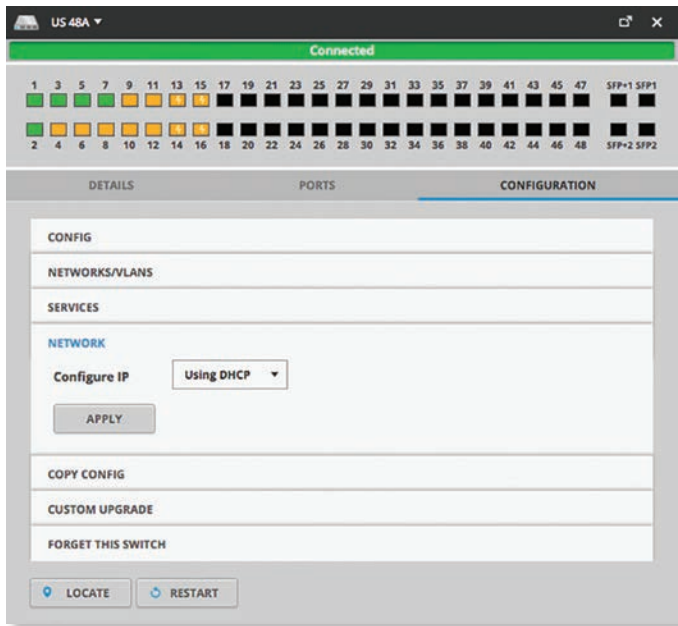 US 48A
Connected
1 3 5 7 9 11 13 15 17 19 21 23 25 27 29 31 33 35 37 39 41 43 45 47 SFP+1 SFP1
2 4 6 8 10 12 14 16 18 20 22 24 26 28 30 32 34 36 38 40 42 44 46 48 SFP+2 SFP2
DETAILS PORTS CONFIGURATION
CONFIG
NETWORKS/VLANS
SERVICES
NETWORK
Configure IP Using DHCP
APPLY
COPY CONFIG
CUSTOM UPGRADE
FORGET THIS SWITCH
LOCATE RESTART